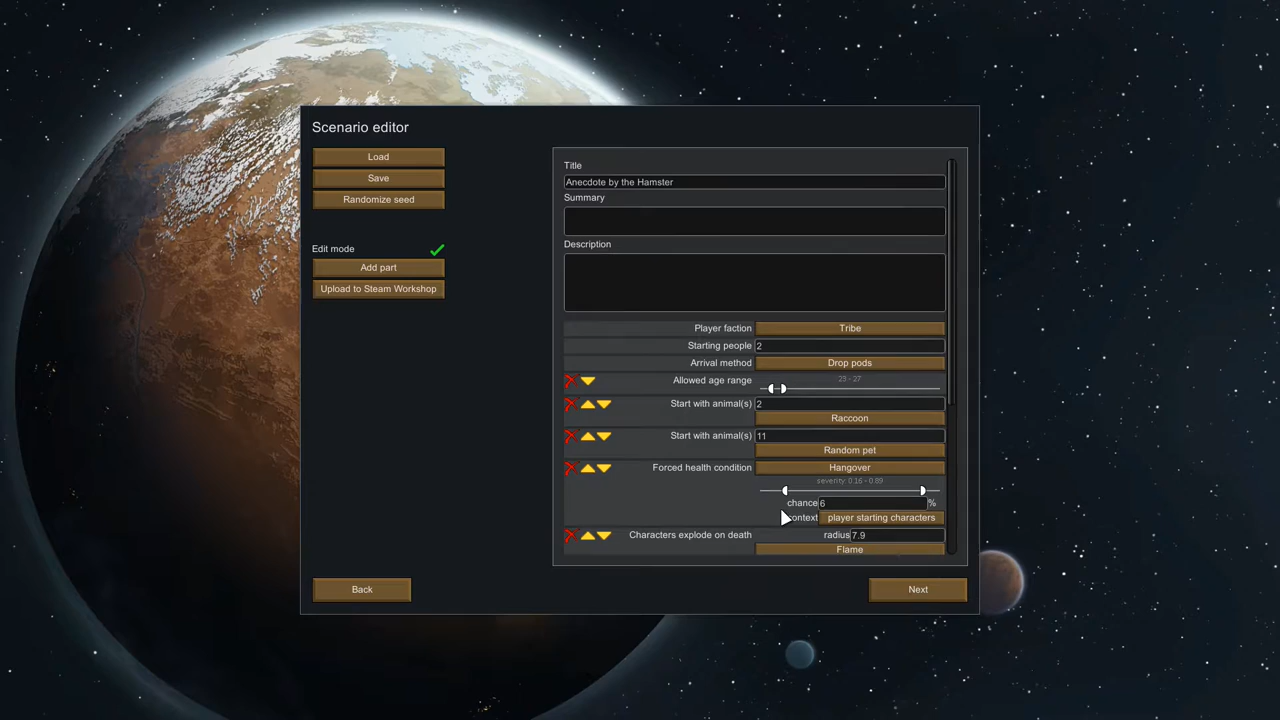 Scenario editor
Load
Save
Randomize seed
Edit mode
Add part
Upload to Steam Workshop
Title
Anecdote by the Hamster
Summary
Description
Player faction Tribe
Starting people 2
Arrival method Drop pods
Allowed age range 23 - 27
Start with animal(s) 2
Raccoon
Start with animal(s) 11
Random pet
Forced health condition Hangover
severity: 0.16 - 0.89
chance 6 %
context player starting characters
Characters explode on death radius 7.9
Flame
Back
Next